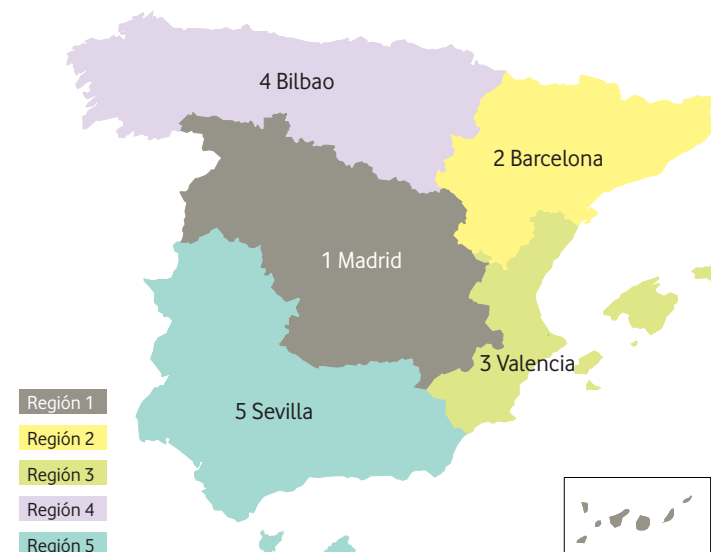 4 Bilbao
2 Barcelona
1 Madrid
3 Valencia
5 Sevilla
Región 1
Región 2
Región 3
Región 4
Región 5